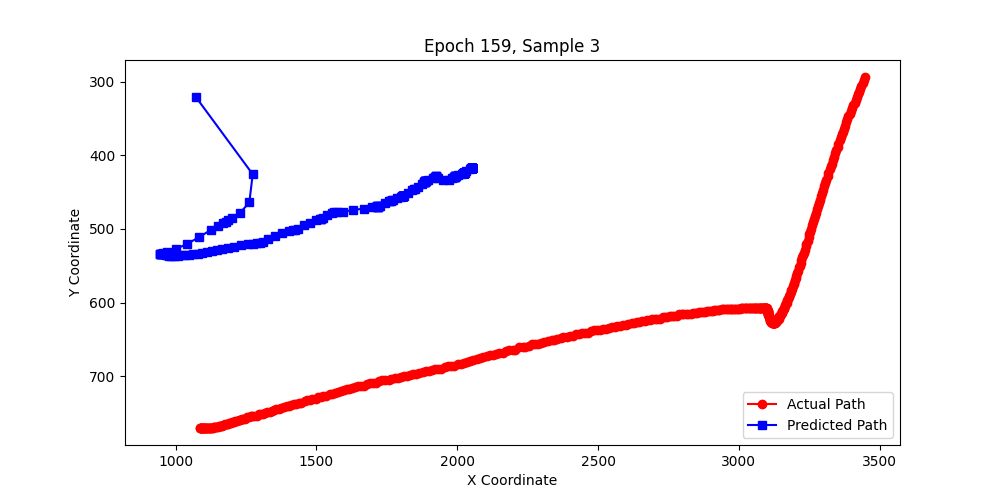 Epoch 159, Sample 3
300
400
500
600
700
Y Coordinate
Actual Path
Predicted Path
1000 1500 2000 2500 3000 3500
X Coordinate